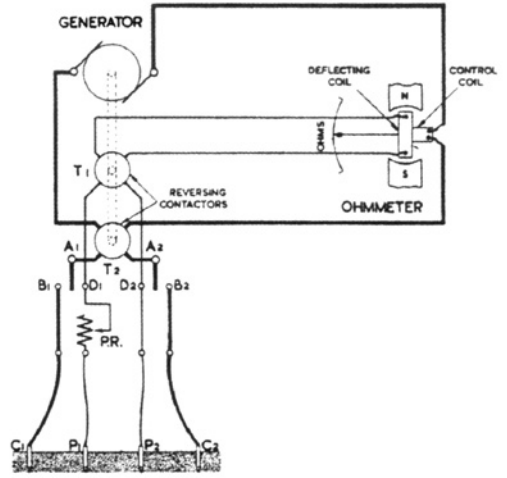 GENERATOR
DEFLECTING
COIL
CONTROL
COIL
N
OHMS
S
T1
REVERSING
CONTACTORS
OHMMETER
A1
T2
A2
B1
D1
D2
B2
P.R.
C1
P1
P2
C2